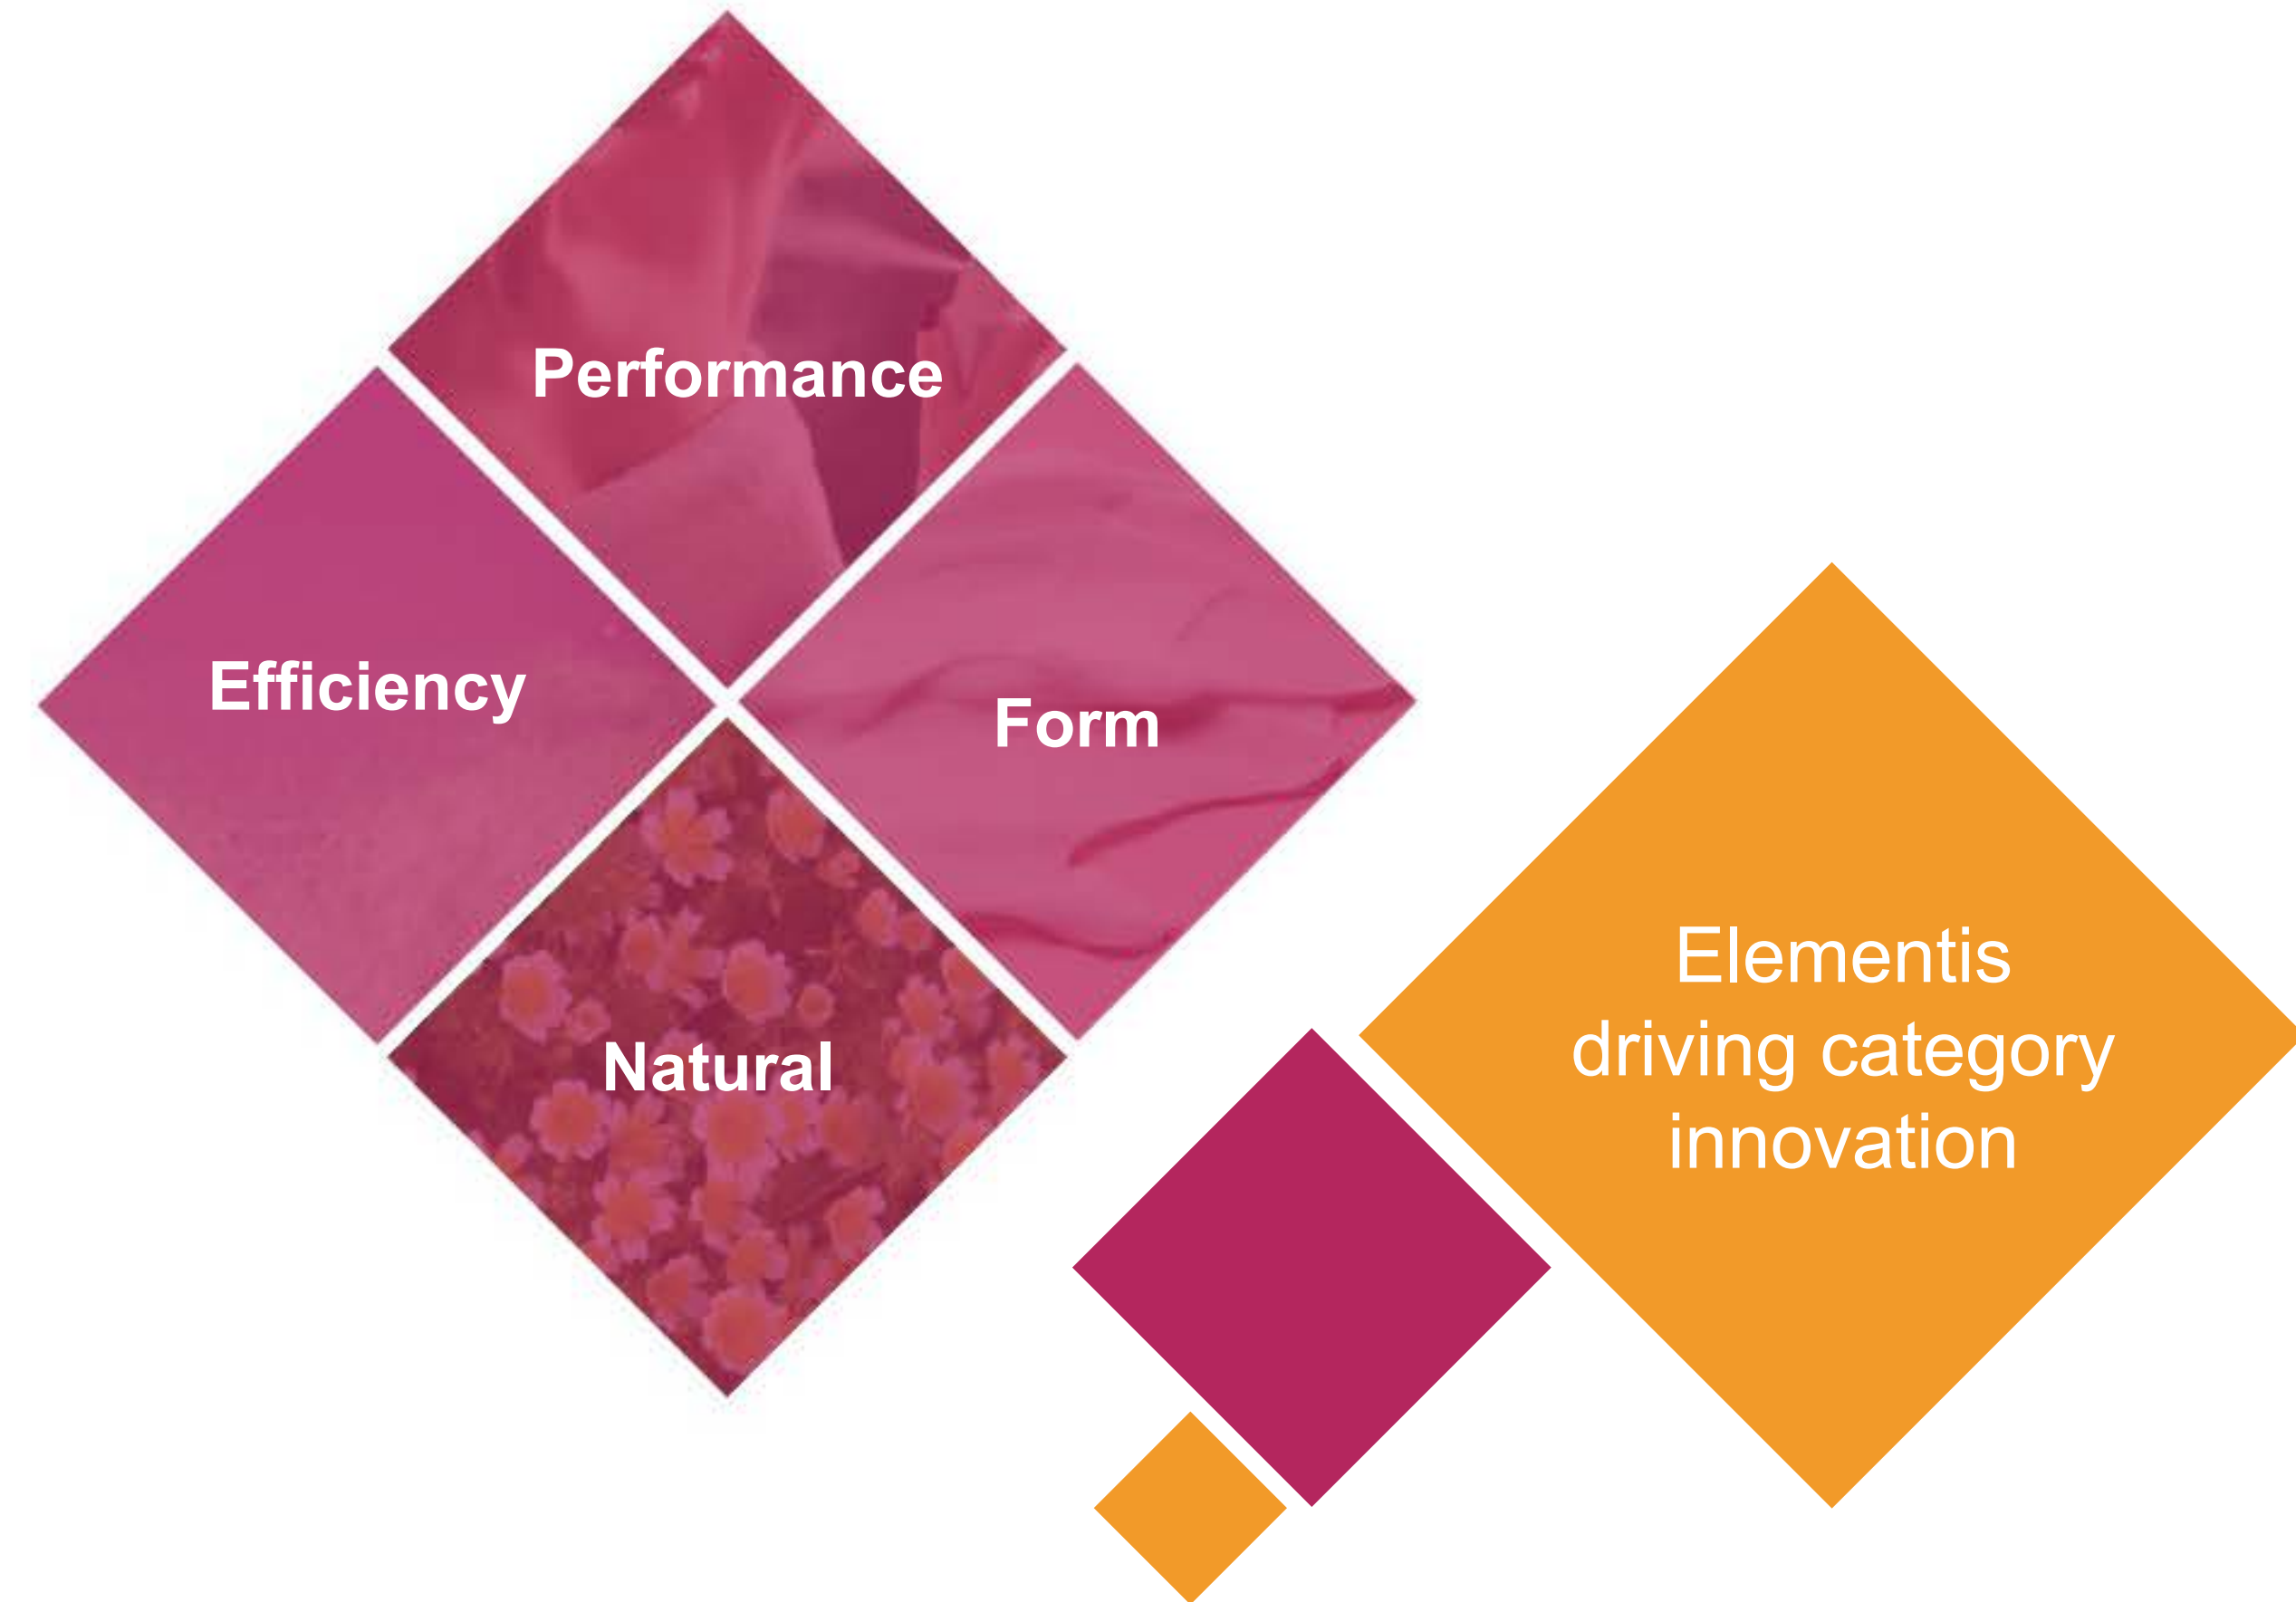 Performance
Efficiency
Form
Natural
Elementis
driving category
innovation